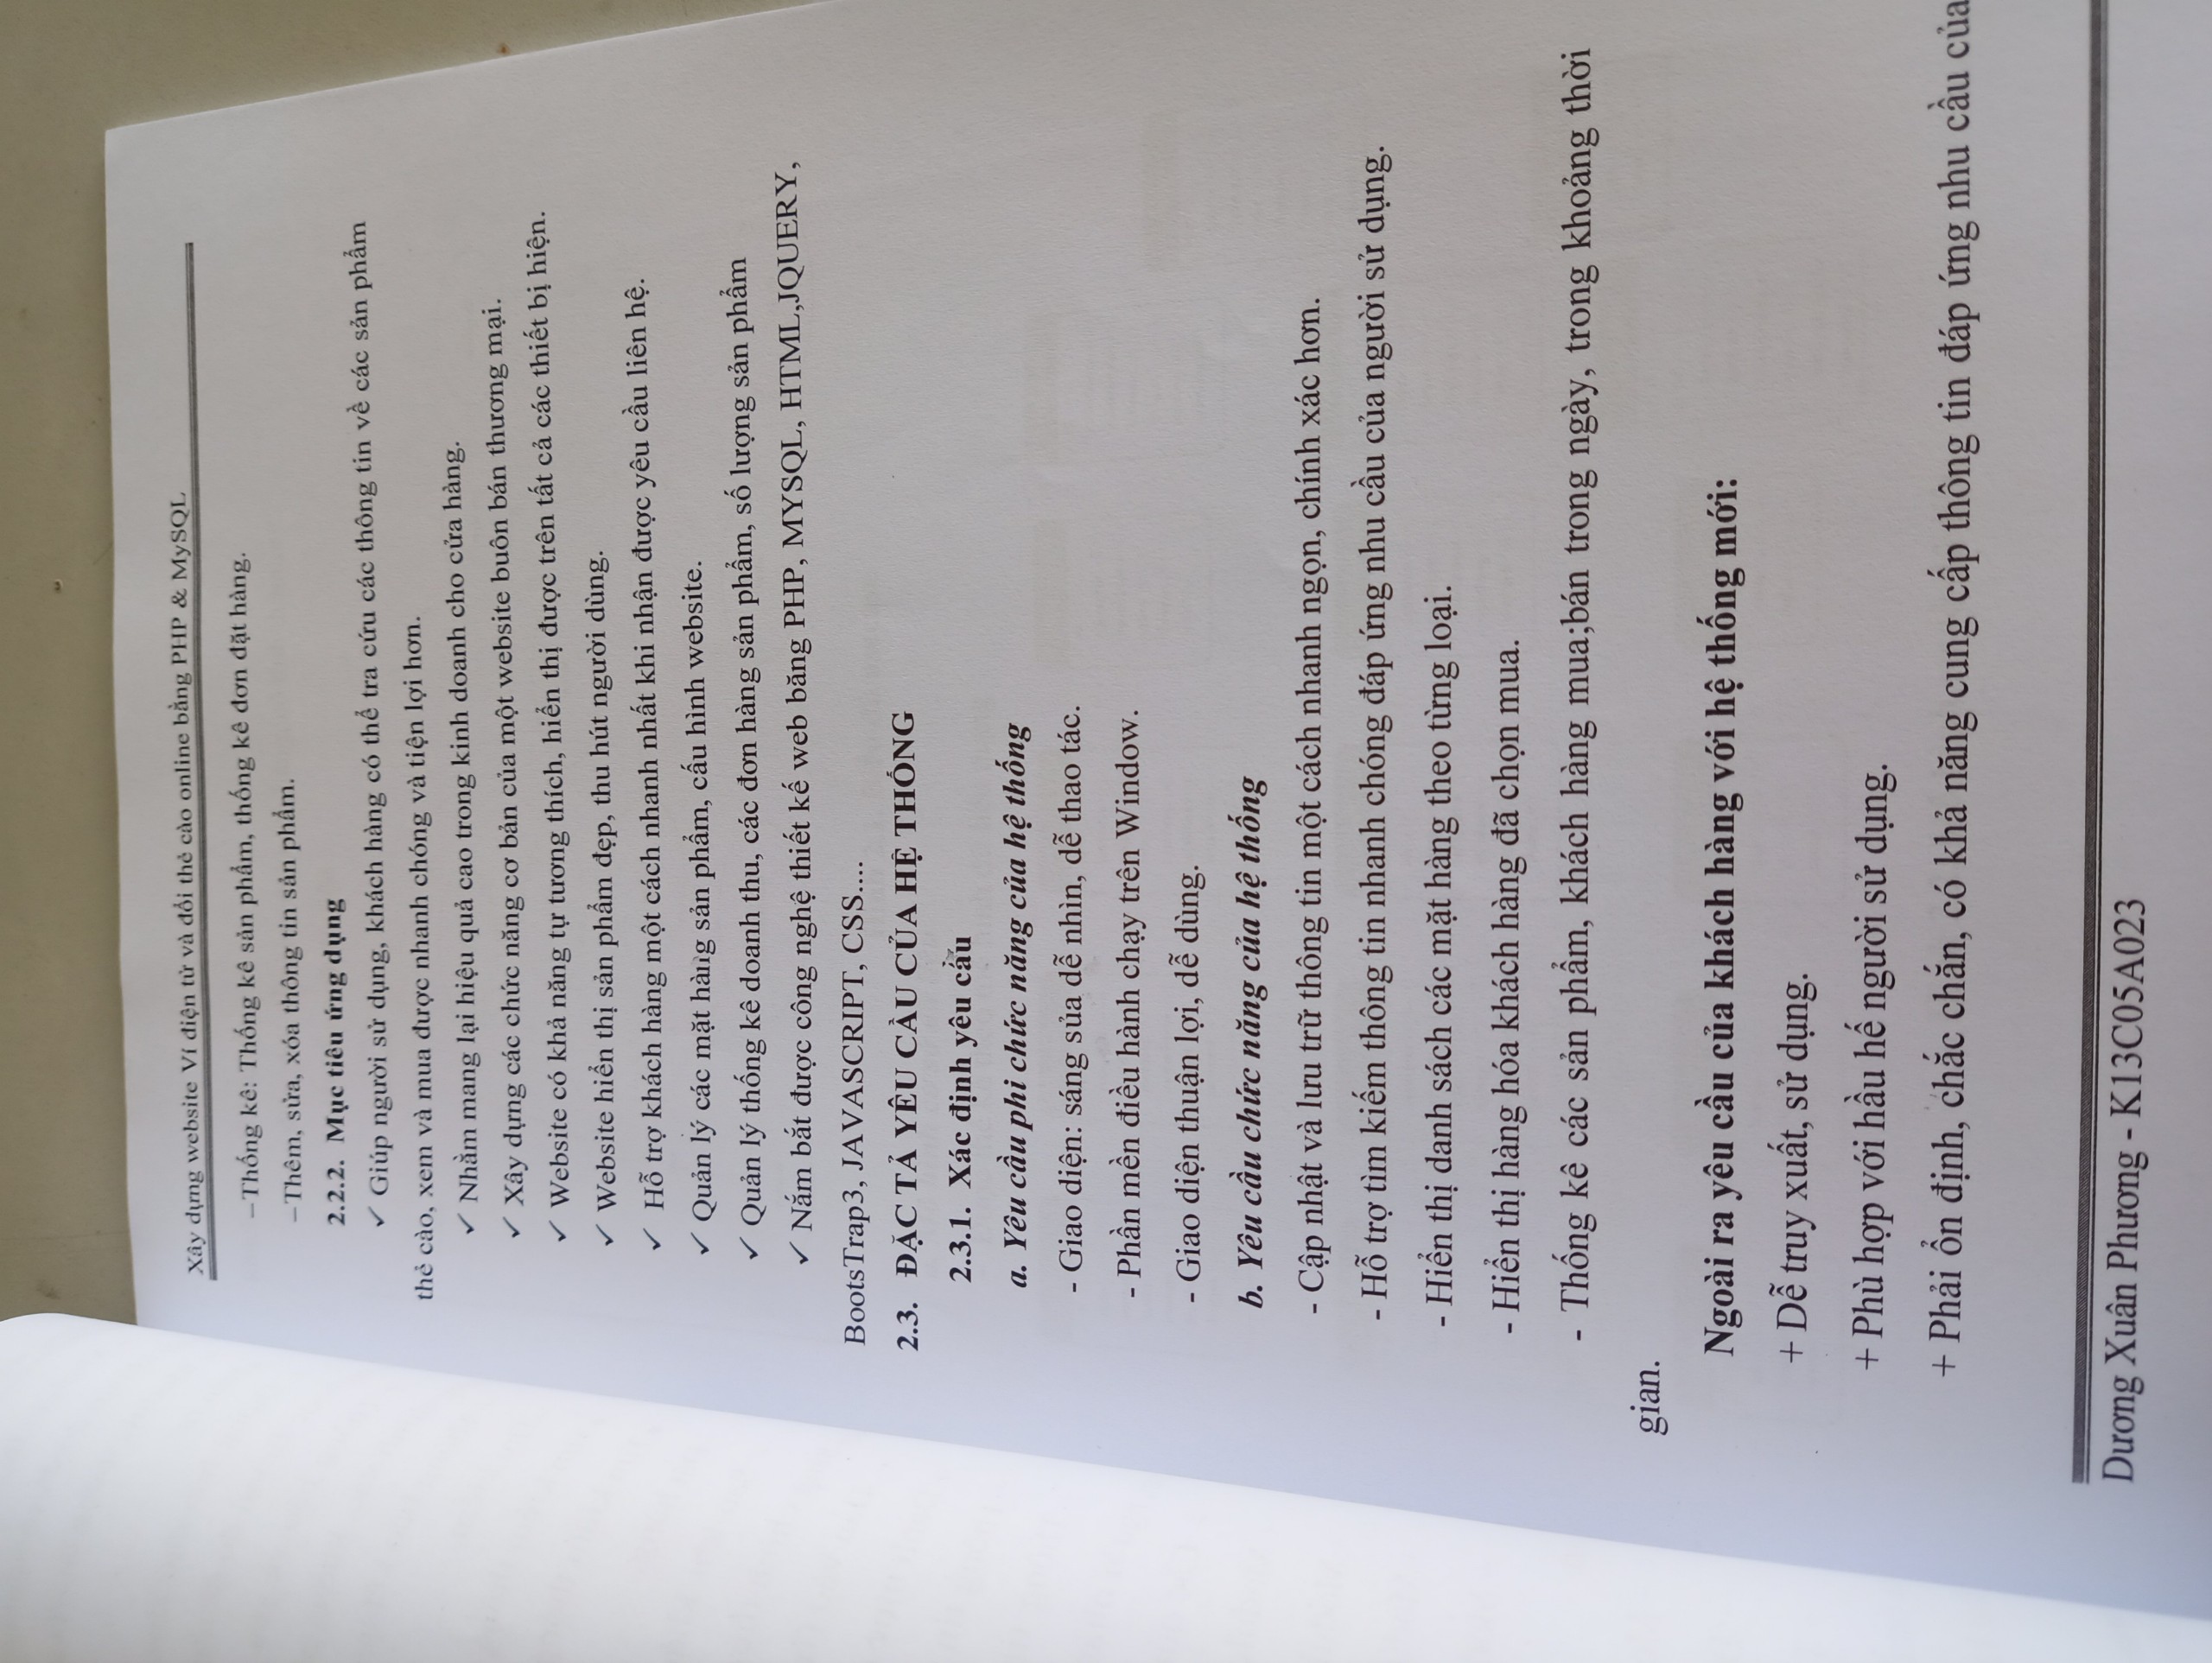 Xây dựng website Ví điện tử và đổi thẻ cào online bằng PHP & MySQL
– Thống kê: Thống kê sản phẩm, thống kê đơn đặt hàng.
– Thêm, sửa, xóa thông tin sản phẩm.
2.2.2. Mục tiêu ứng dụng
✓ Giúp người sử dụng, khách hàng có thể tra cứu các thông tin về các sản phẩm
thẻ cào, xem và mua được nhanh chóng và tiện lợi hơn.
✓ Nhằm mang lại hiệu quả cao trong kinh doanh cho cửa hàng.
✓ Xây dựng các chức năng cơ bản của một website buôn bán thương mại.
✓ Website có khả năng tự tương thích, hiển thị được trên tất cả các thiết bị hiện.
✓ Website hiển thị sản phẩm đẹp, thu hút người dùng.
✓ Hỗ trợ khách hàng một cách nhanh nhất khi nhận được yêu cầu liên hệ.
✓ Quản lý các mặt hàng sản phẩm, cấu hình website.
✓ Quản lý thống kê doanh thu, các đơn hàng sản phẩm, số lượng sản phẩm
✓ Nắm bắt được công nghệ thiết kế web băng PHP, MYSQL, HTML,JQUERY,
BootsTrap3, JAVASCRIPT, CSS....
2.3. ĐẶC TẢ YÊU CẦU CỦA HỆ THỐNG
2.3.1. Xác định yêu cầu
a. Yêu cầu phi chức năng của hệ thống
- Giao diện: sáng sủa dễ nhìn, dễ thao tác.
- Phần mền điều hành chạy trên Window.
- Giao diện thuận lợi, dễ dùng.
b. Yêu cầu chức năng của hệ thống
- Cập nhật và lưu trữ thông tin một cách nhanh ngọn, chính xác hơn.
- Hỗ trợ tìm kiếm thông tin nhanh chóng đáp ứng nhu cầu của người sử dụng.
- Hiển thị danh sách các mặt hàng theo từng loại.
- Hiển thị hàng hóa khách hàng đã chọn mua.
- Thống kê các sản phẩm, khách hàng mua;bán trong ngày, trong khoảng thời
gian.
Ngoài ra yêu cầu của khách hàng với hệ thống mới:
+ Dễ truy xuất, sử dụng.
+ Phù hợp với hầu hế người sử dụng.
+ Phải ổn định, chắc chắn, có khả năng cung cấp thông tin đáp ứng nhu cầu của
Dương Xuân Phương - K13C05A023